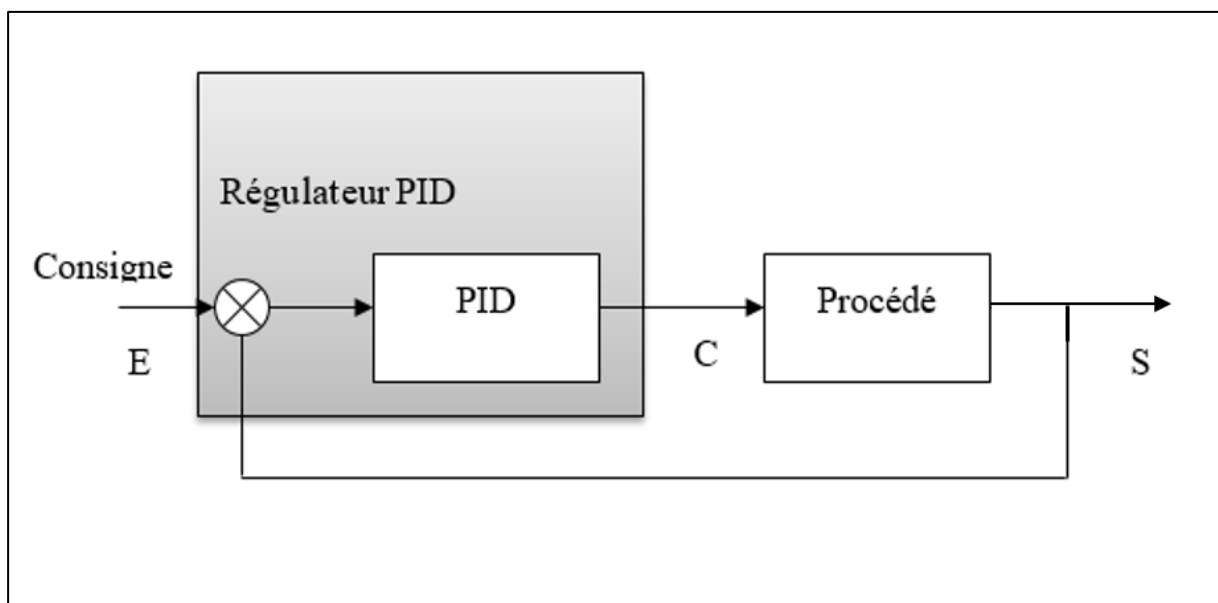 Régulateur PID
Consigne
PID
Procédé
E
C
S